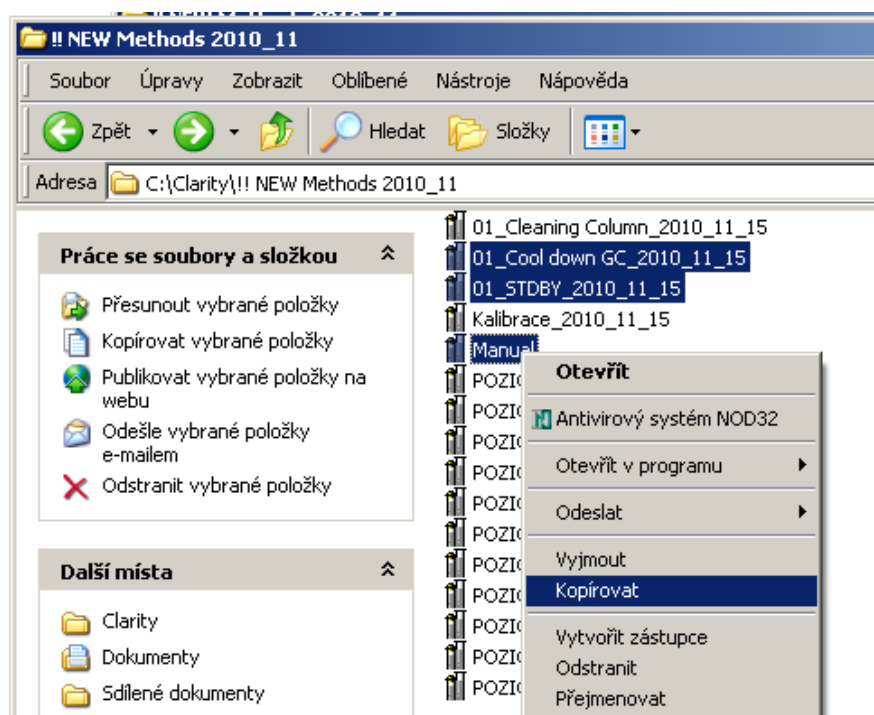 !! NEW Methods 2010_11
Soubor Úpravy Zobrazit Oblíbené Nástroje Nápověda
Zpět Hledat Složky
Adresa C:\Clarity\!! NEW Methods 2010_11
Práce se soubory a složkou
Přesunout vybrané položky
Kopírovat vybrané položky
Publikovat vybrané položky na
webu
Odešle vybrané položky
e-mailem
Odstranit vybrané položky
Další místa
Clarity
Dokumenty
Sdílené dokumenty
01_Cleaning Column_2010_11_15
01_Cool down GC_2010_11_15
01_STDBY_2010_11_15
Kalibrace_2010_11_15
Manual
Otevřít
Antivirový systém NOD32
Otevřít v programu
Odeslat
Vyjmout
Kopírovat
Vytvořit zástupce
Odstranit
Přejmenovat